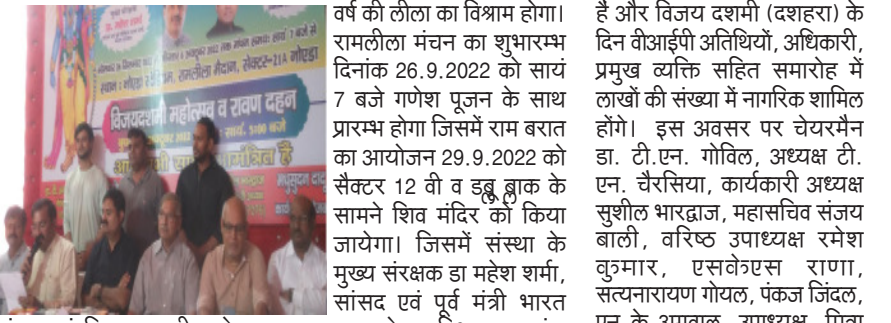 विजयदशमी महोत्सव व रावण दहन
वर्ष की लीला का विश्राम होगा।
रामलीला मंचन का शुभारम्भ
दिनांक 26.9.2022 को सायं
7 बजे गणेश पूजन के साथ
प्रारम्भ होगा जिसमें राम बरात
का आयोजन 29.9.2022 को
सैक्टर 12 वी व डब्लू ब्लाक के
सामने शिव मंदिर को किया
जायेगा। जिसमें संस्था के
मुख्य संरक्षक डा महेश शर्मा,
सांसद एवं पूर्व मंत्री भारत
हैं और विजय दशमी (दशहरा) के
दिन वीआईपी अतिथियों, अधिकारी,
प्रमुख व्यक्ति सहित समारोह में
लाखों की संख्या में नागरिक शामिल
होंगे। इस अवसर पर चेयरमैन
डा. टी.एन. गोविल, अध्यक्ष टी.
एन. चैरसिया, कार्यकारी अध्यक्ष
सुशील भारद्वाज, महासचिव संजय
बाली, वरिष्ठ उपाध्यक्ष रमेश
कुमार, एसकेएस राणा,
सत्यनारायण गोयल, पंकज जिंदल,